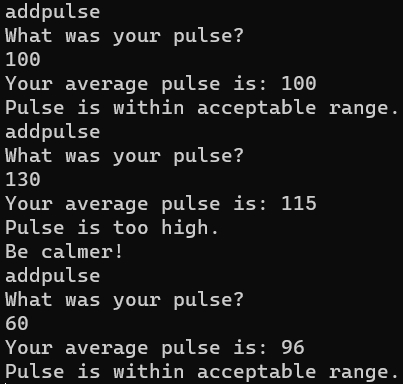 addpulse
What was your pulse?
100
Your average pulse is: 100
Pulse is within acceptable range.
addpulse
What was your pulse?
130
Your average pulse is: 115
Pulse is too high.
Be calmer!
addpulse
What was your pulse?
60
Your average pulse is: 96
Pulse is within acceptable range.